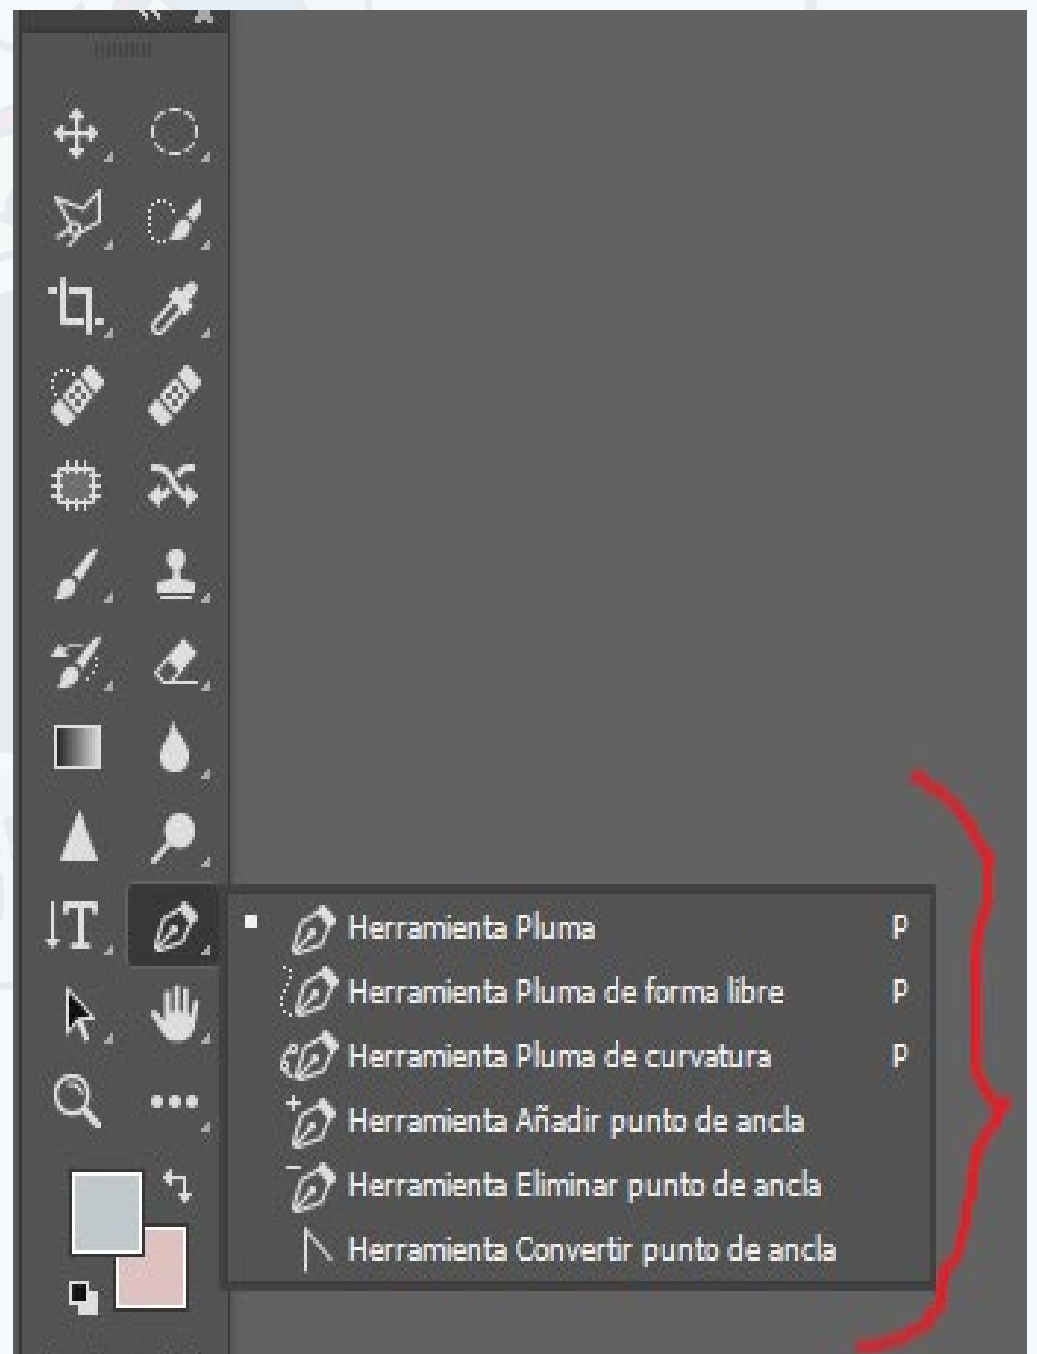 Herramienta Pluma P
Herramienta Pluma de forma libre P
Herramienta Pluma de curvatura P
Herramienta Añadir punto de ancla
Herramienta Eliminar punto de ancla
Herramienta Convertir punto de ancla